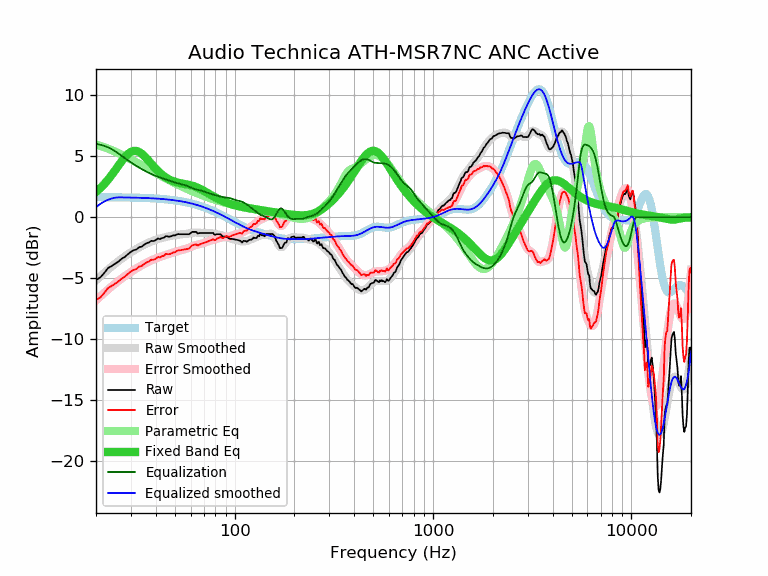 Audio Technica ATH-MSR7NC ANC Active
Amplitude (dBr)
10
5
0
−5
−10
−15
−20
Target
Raw Smoothed
Error Smoothed
Raw
Error
Parametric Eq
Fixed Band Eq
Equalization
Equalized smoothed
100
1000
10000
Frequency (Hz)